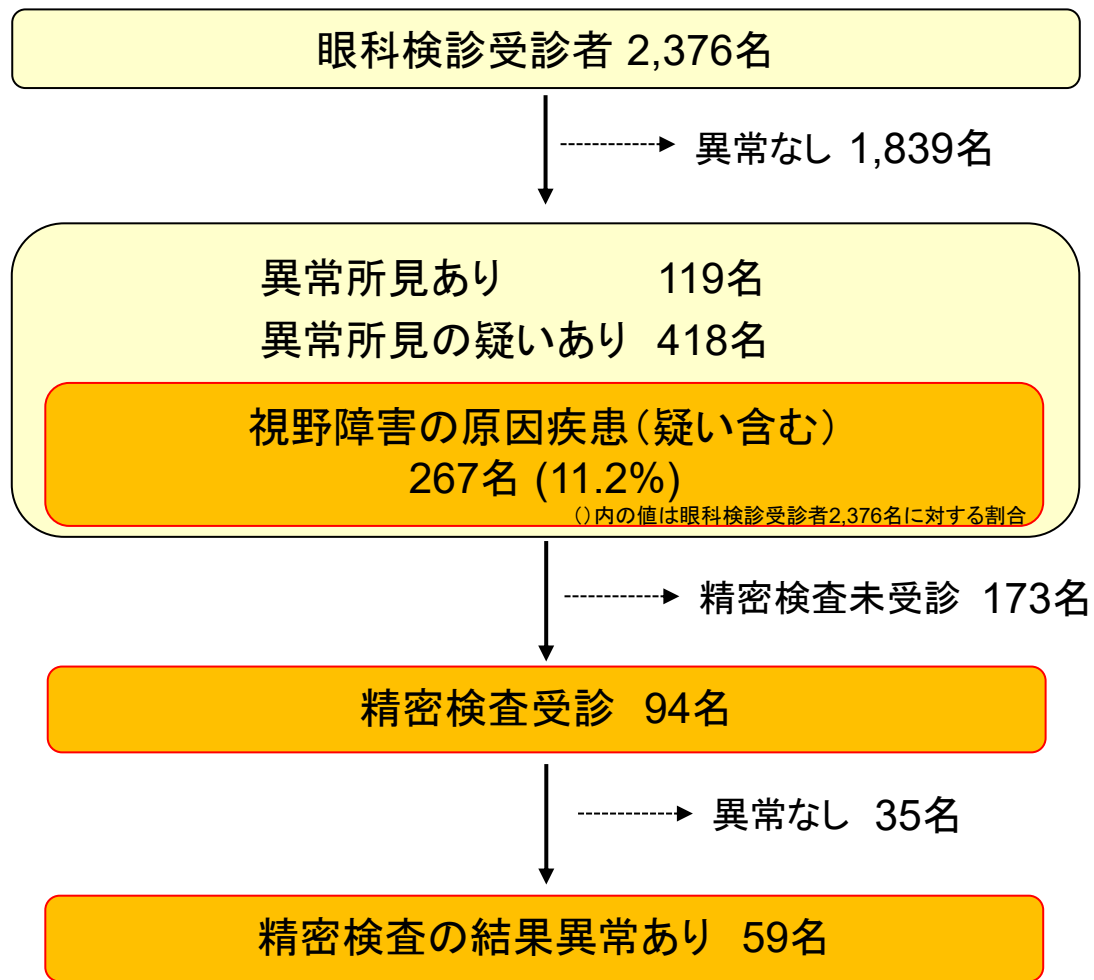 眼科検診受診者 2,376名
異常なし 1,839名
異常所見あり 119名
異常所見の疑いあり 418名
視野障害の原因疾患（疑い含む）
267名 (11.2%)
（）内の値は眼科検診受診者2,376名に対する割合
精密検査未受診 173名
精密検査受診 94名
異常なし 35名
精密検査の結果異常あり 59名